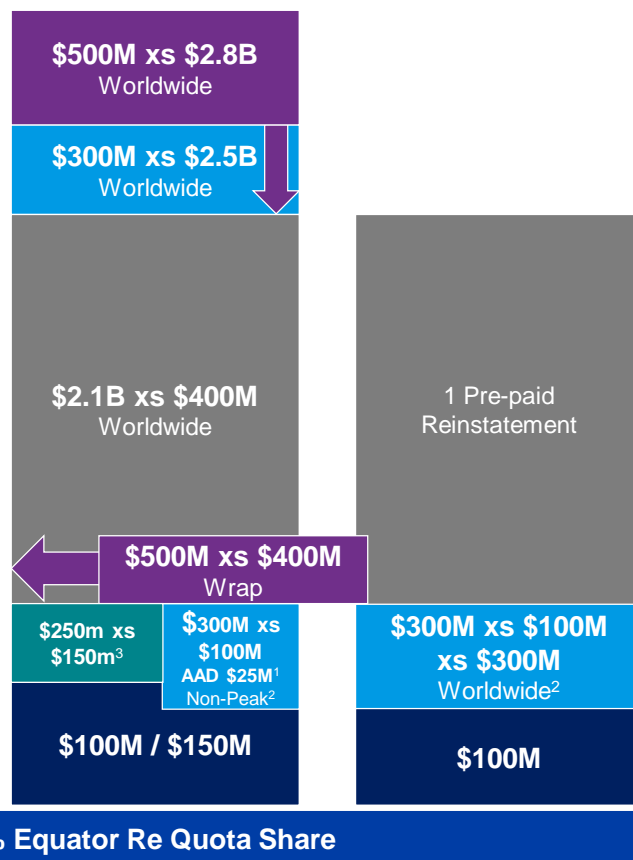 $500M xs $2.8B
Worldwide
$300M xs $2.5B
Worldwide
$2.1B xs $400M
Worldwide
1 Pre-paid
Reinstatement
$500M xs $400M
Wrap
$250m xs
$150m³
$300M xs
$100M
AAD $25M¹
Non-Peak²
$300M xs $100M
xs $300M
Worldwide²
$100M / $150M
$100M
Equator Re Quota Share